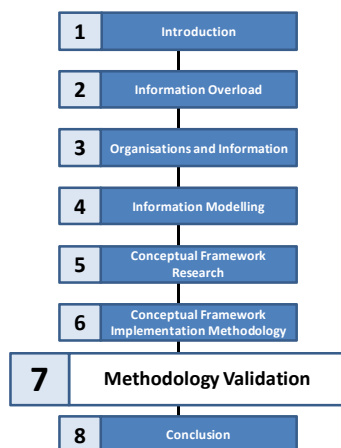 1 Introduction
2 Information Overload
3 Organisations and Information
4 Information Modelling
5 Conceptual Framework
Research
6 Conceptual Framework
Implementation Methodology
7 Methodology Validation
8 Conclusion